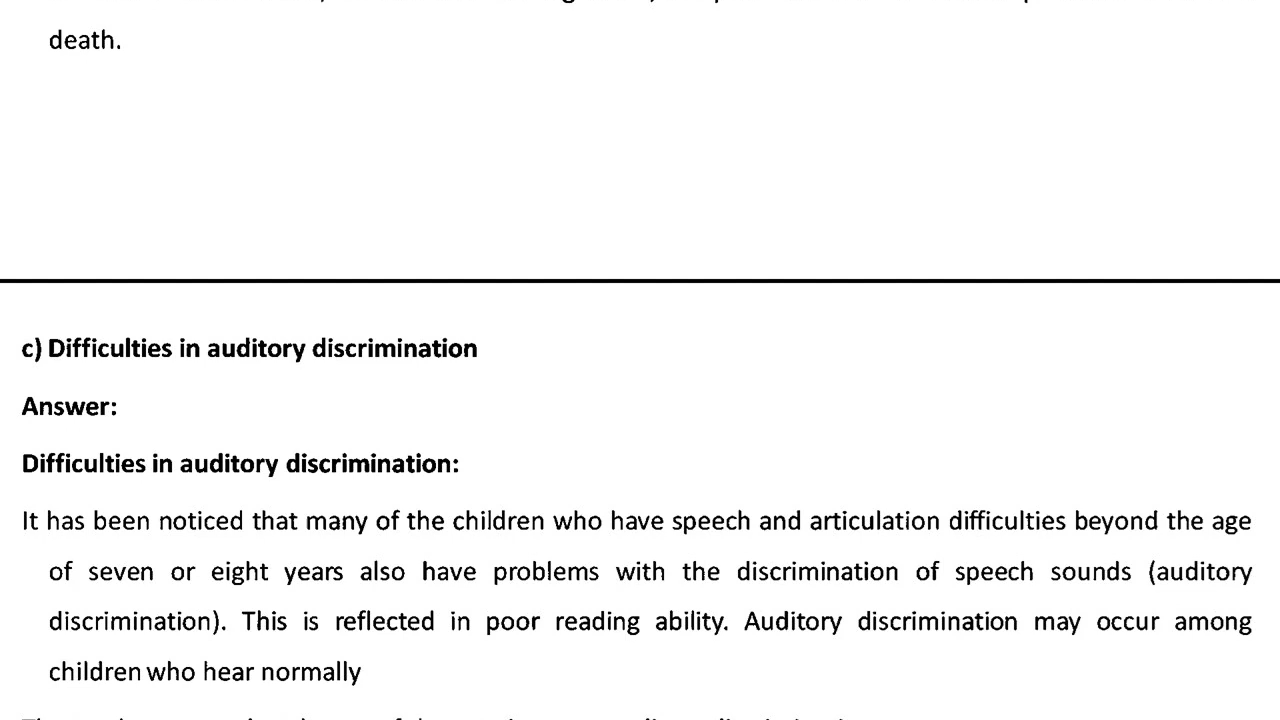 death.
c) Difficulties in auditory discrimination
Answer:
Difficulties in auditory discrimination:
It has been noticed that many of the children who have speech and articulation difficulties beyond the age
of seven or eight years also have problems with the discrimination of speech sounds (auditory
discrimination). This is reflected in poor reading ability. Auditory discrimination may occur among
children who hear normally